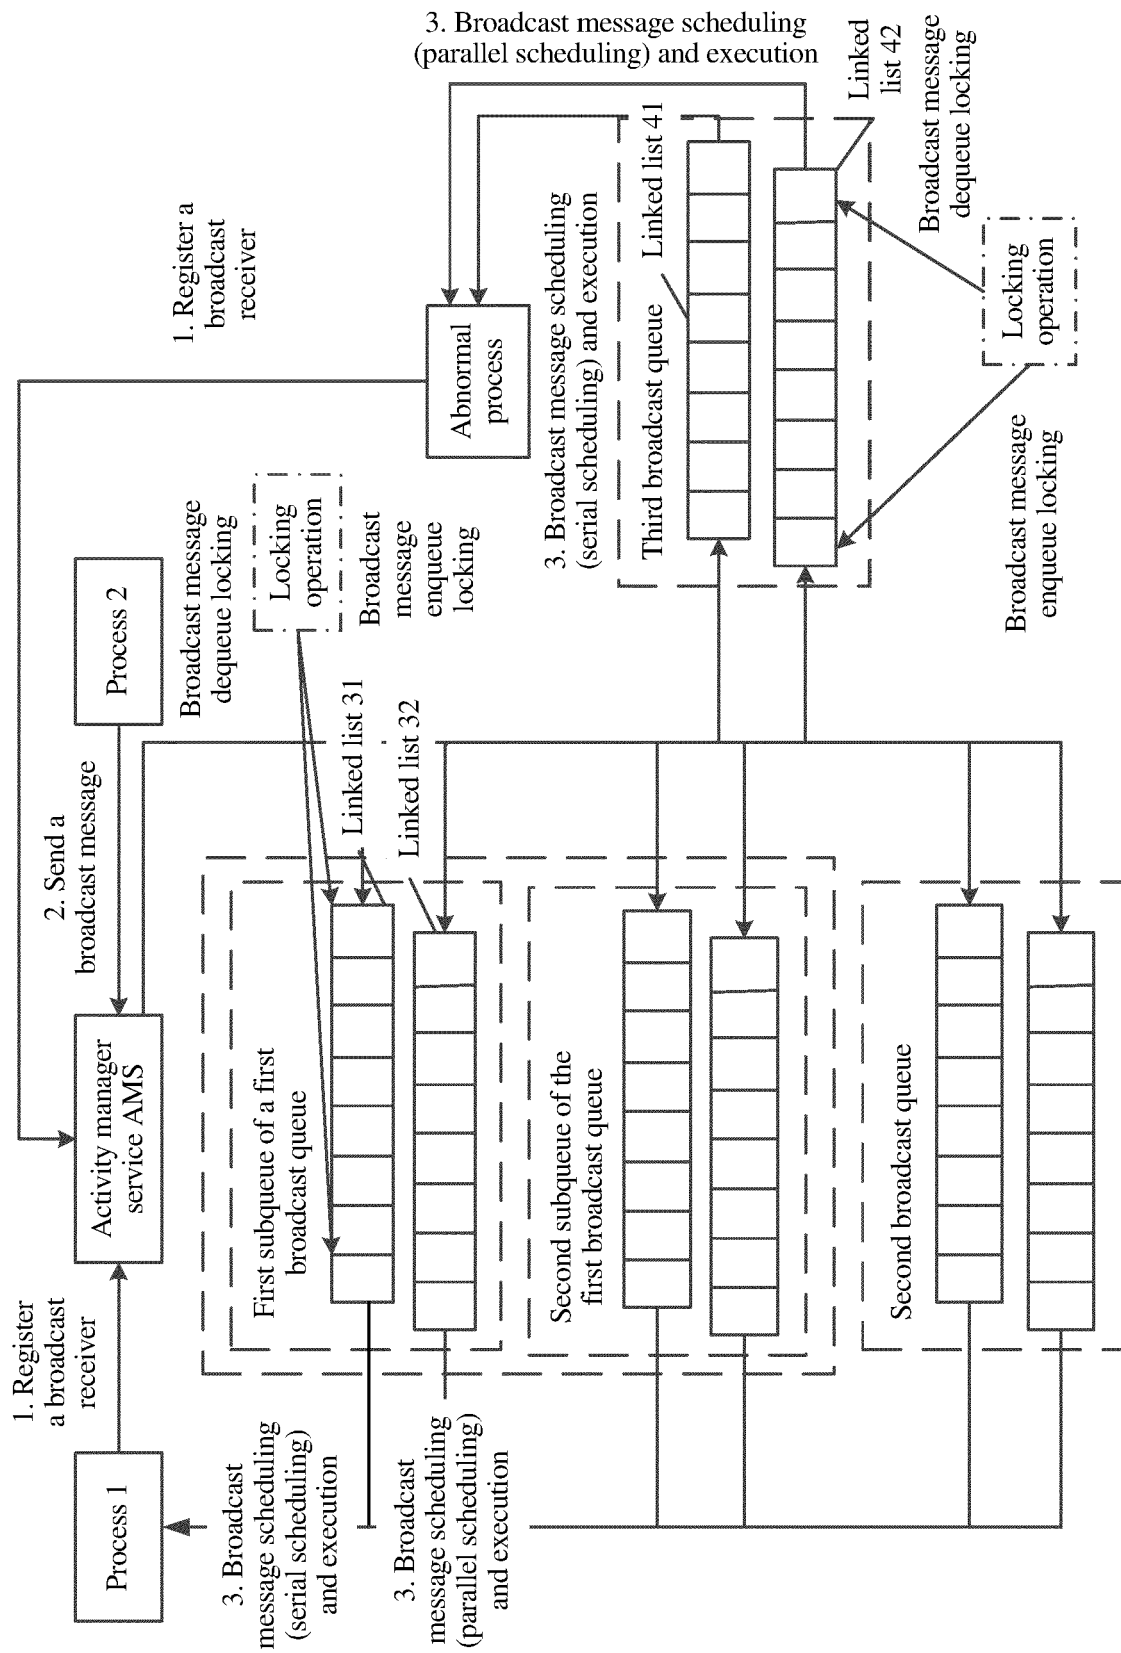 Process 1
1. Register
a broadcast
receiver
Activity manager
service AMS
2. Send a
broadcast message
Process 2
1. Register a
broadcast
receiver
Abnormal
process
3. Broadcast message scheduling
(parallel scheduling) and execution
3. Broadcast message scheduling
(serial scheduling) and execution
3. Broadcast
message scheduling
(serial scheduling)
and execution
3. Broadcast
message scheduling
(parallel scheduling)
and execution
First subqueue of a first
broadcast queue
Broadcast message
dequeue locking
Locking
operation
Broadcast
message
enqueue
locking
Linked list 31
Linked list 32
Second subqueue of the
first broadcast queue
Second broadcast queue
Third broadcast queue
Linked list 41
Linked
list 42
Broadcast message
dequeue locking
Locking
operation
Broadcast message
enqueue locking